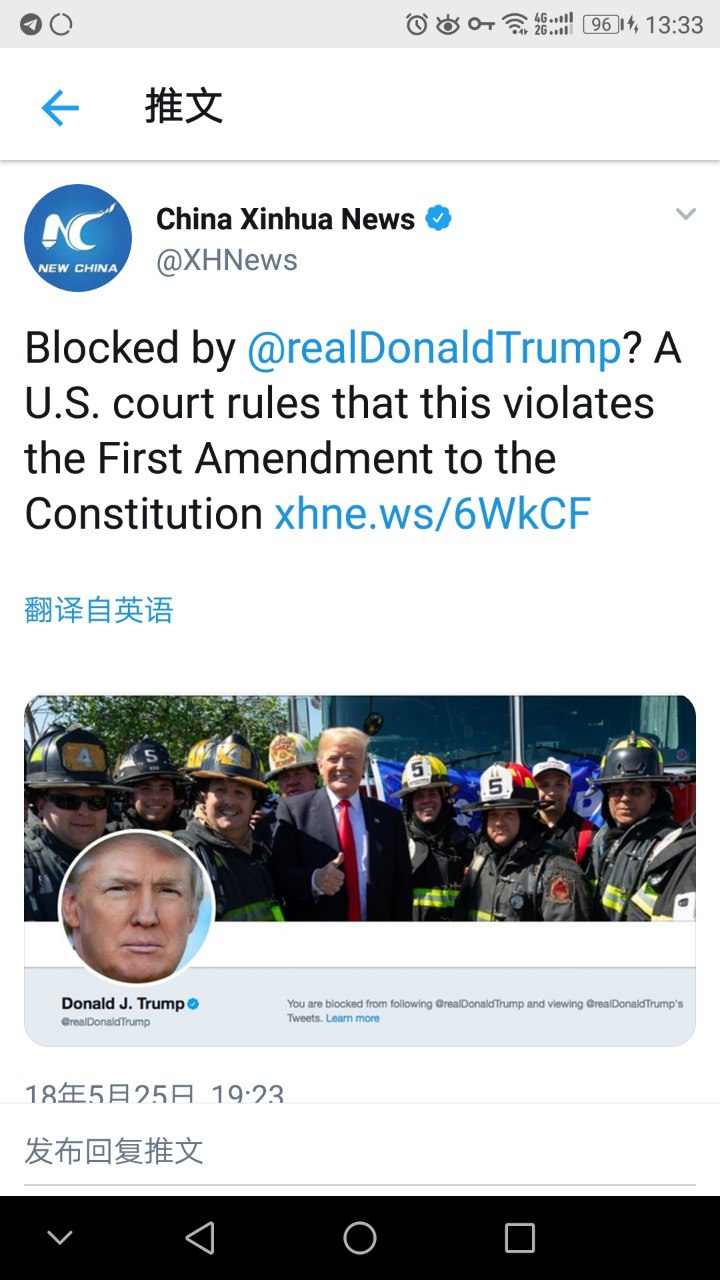 4G
2G
96
13:33
推文
NC
NEW CHINA
China Xinhua News
@XHNews
Blocked by @realDonaldTrump? A
U.S. court rules that this violates
the First Amendment to the
Constitution xhne.ws/6WkCF
翻译自英语
4
5
4
5
5
Donald J. Trump
@realDonaldTrump
You are blocked from following @realDonaldTrump and viewing @realDonaldTrump's
Tweets. Learn more
18年5月25日 19:23
发布回复推文